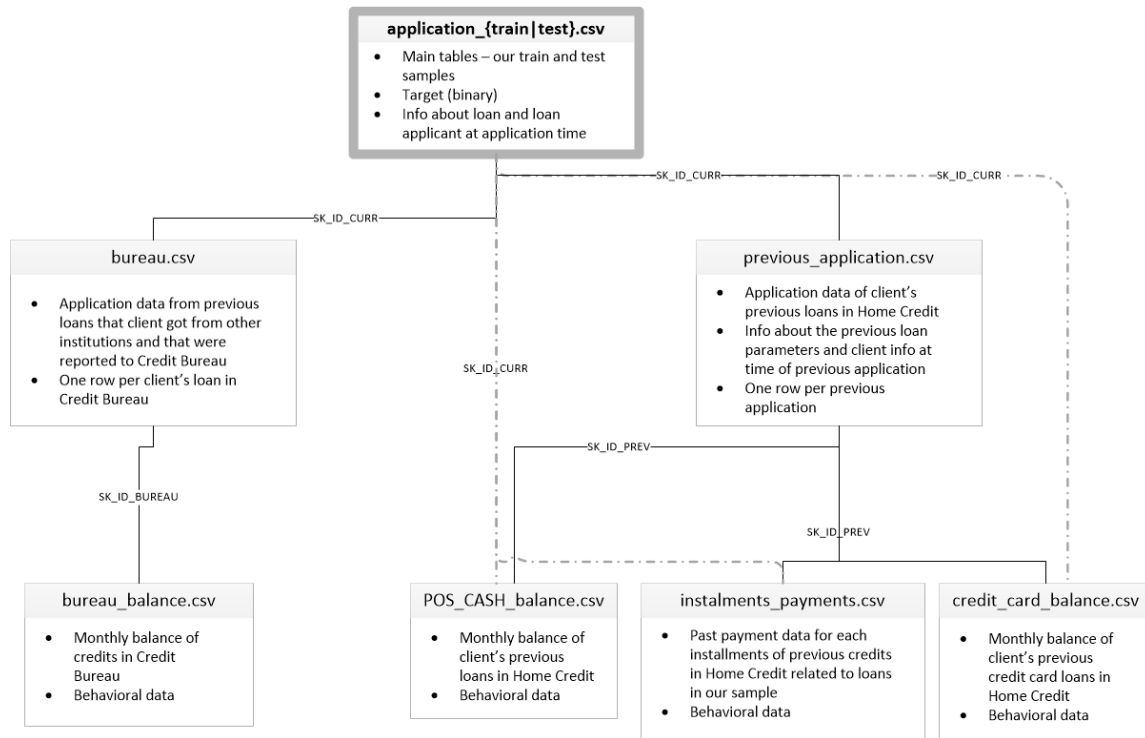 application_{train|test}.csv
• Main tables – our train and test
samples
• Target (binary)
• Info about loan and loan
applicant at application time
SK_ID_CURR
SK_ID_CURR
SK_ID_CURR
bureau.csv
• Application data from previous
loans that client got from other
institutions and that were
reported to Credit Bureau
• One row per client's loan in
Credit Bureau
SK_ID_CURR
previous_application.csv
• Application data of client's
previous loans in Home Credit
• Info about the previous loan
parameters and client info at
time of previous application
• One row per previous
application
SK_ID_PREV
SK_ID_BUREAU
SK_ID_PREV
bureau_balance.csv
• Monthly balance of
credits in Credit
Bureau
• Behavioral data
POS_CASH_balance.csv
• Monthly balance of
client's previous
loans in Home Credit
• Behavioral data
instalments_payments.csv
• Past payment data for each
installments of previous credits
in Home Credit related to loans
in our sample
• Behavioral data
credit_card_balance.csv
• Monthly balance of
client's previous
credit card loans in
Home Credit
• Behavioral data